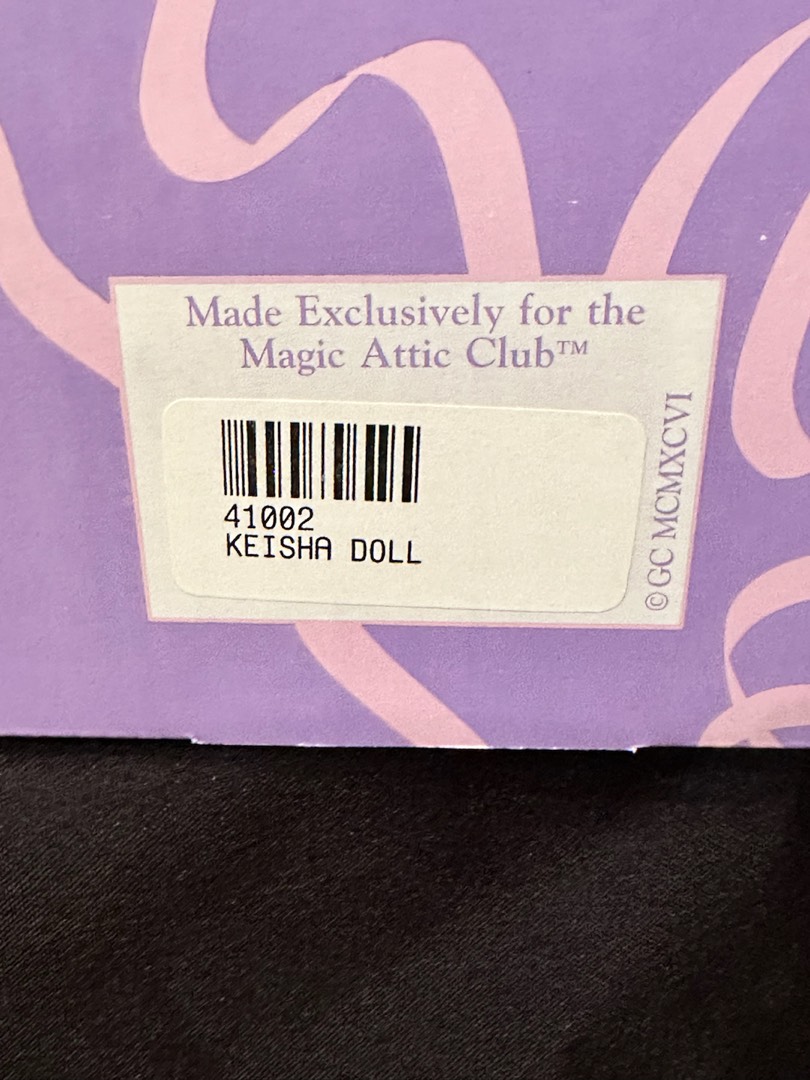 Made Exclusively for the
Magic Attic Club™
41002
KEISHA DOLL
© GC MCMXCVI